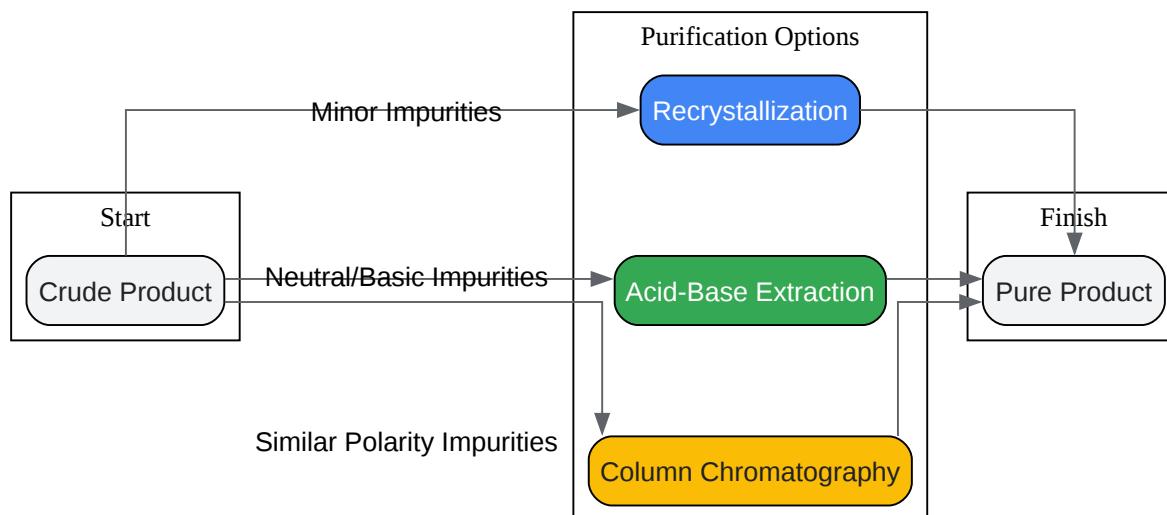 Purification Options
Minor Impurities
Recrystallization
Start
Finish
Crude Product
Neutral/Basic Impurities
Acid-Base Extraction
Pure Product
Similar Polarity Impurities
Column Chromatography